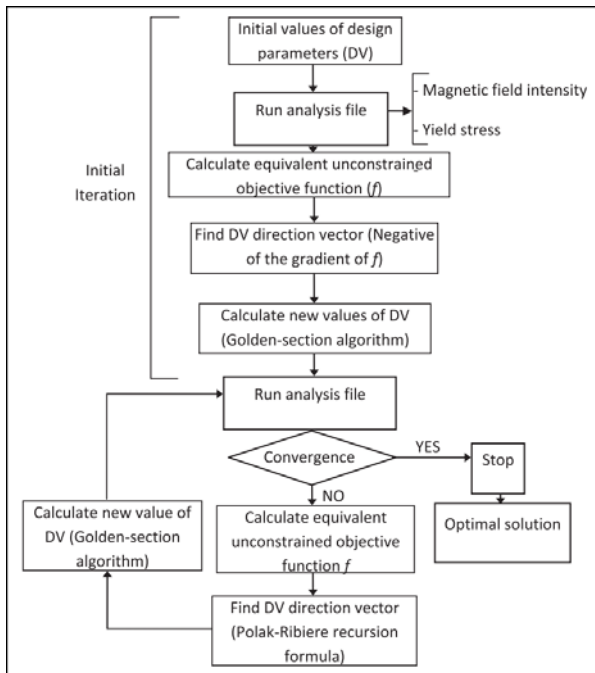 Initial values of design
parameters (DV)
Run analysis file
- Magnetic field intensity
- Yield stress
Calculate equivalent unconstrained
objective function (f)
Initial
Iteration
Find DV direction vector (Negative
of the gradient of f)
Calculate new values of DV
(Golden-section algorithm)
Run analysis file
Convergence
YES
Stop
Optimal solution
NO
Calculate equivalent
unconstrained objective
function f
Calculate new value of
DV (Golden-section
algorithm)
Find DV direction vector
(Polak-Ribiere recursion
formula)